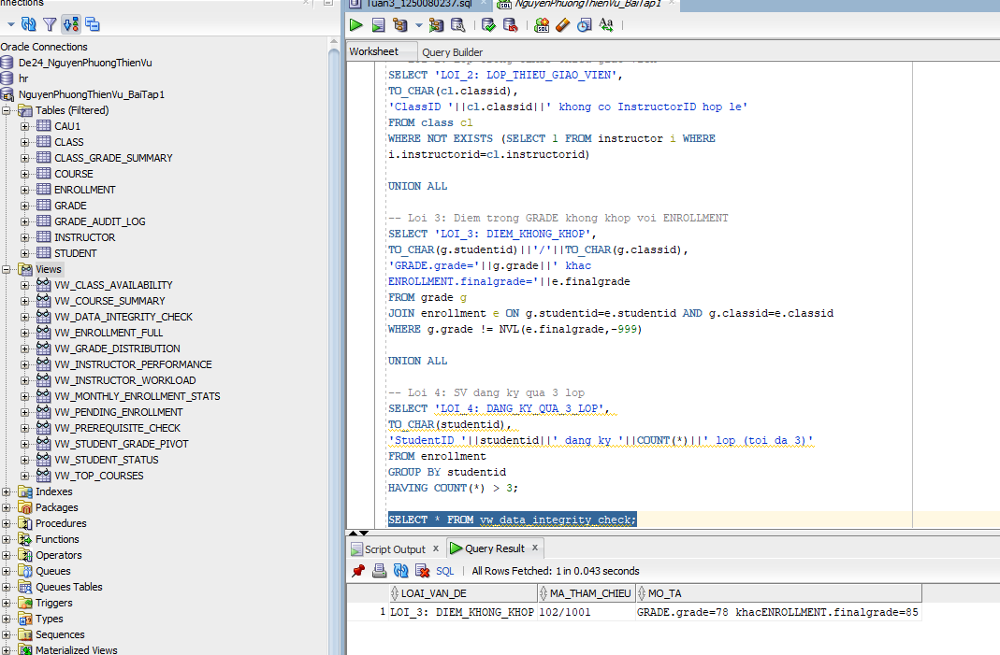 nnections
Oracle Connections
De24_NguyenPhuongThienVu
hr
NguyenPhuongThienVu_BaiTap1
Tables (Filtered)
CAU1
CLASS
CLASS_GRADE_SUMMARY
COURSE
ENROLLMENT
GRADE
GRADE_AUDIT_LOG
INSTRUCTOR
STUDENT
Views
VW_CLASS_AVAILABILITY
VW_COURSE_SUMMARY
VW_DATA_INTEGRITY_CHECK
VW_ENROLLMENT_FULL
VW_GRADE_DISTRIBUTION
VW_INSTRUCTOR_PERFORMANCE
VW_INSTRUCTOR_WORKLOAD
VW_MONTHLY_ENROLLMENT_STATS
VW_PENDING_ENROLLMENT
VW_PREREQUISITE_CHECK
VW_STUDENT_GRADE_PIVOT
VW_STUDENT_STATUS
VW_TOP_COURSES
Indexes
Packages
Procedures
Functions
Operators
Queues
Queues Tables
Triggers
Types
Sequences
Materialized Views
Tuan3_1250080237.sql
NguyenPhuongThienVu_BaiTap1
Worksheet
Query Builder
SELECT 'LOI_2: LOP_THIEU_GIAO_VIEN',
TO_CHAR(cl.classid),
'ClassID '||cl.classid||' khong co InstructorID hop le'
FROM class cl
WHERE NOT EXISTS (SELECT 1 FROM instructor i WHERE
i.instructorid=cl.instructorid)
UNION ALL
-- Loi 3: Diem trong GRADE khong khop voi ENROLLMENT
SELECT 'LOI_3: DIEM_KHONG_KHOP',
TO_CHAR(g.studentid)||'/'||TO_CHAR(g.classid),
'GRADE.grade='||g.grade||' khac
ENROLLMENT.finalgrade='||e.finalgrade
FROM grade g
JOIN enrollment e ON g.studentid=e.studentid AND g.classid=e.classid
WHERE g.grade != NVL(e.finalgrade,-999)
UNION ALL
-- Loi 4: SV dang ky qua 3 lop
SELECT 'LOI_4: DANG_KY_QUA_3_LOP',
TO_CHAR(studentid),
'StudentID '||studentid||' dang ky '||COUNT(*)||' lop (toi da 3)'
FROM enrollment
GROUP BY studentid
HAVING COUNT(*) > 3;
SELECT * FROM vw_data_integrity_check;
Script Output x
Query Result x
SQL | All Rows Fetched: 1 in 0.043 seconds
LOAI_VAN_DE MA_THAM_CHIEU MO_TA
1 LOI_3: DIEM_KHONG_KHOP 102/1001 GRADE.grade=78 khacENROLLMENT.finalgrade=85